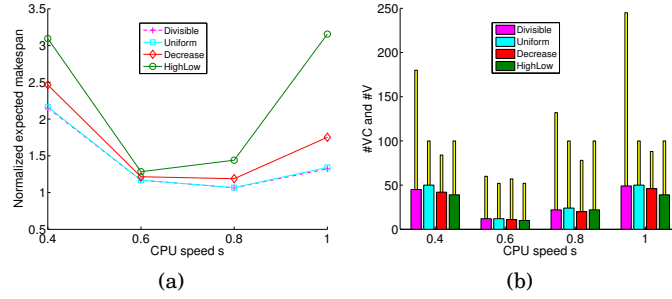 Normalized expected makespan
3.5
3
2.5
2
1.5
1
0.5
0.4
0.6
0.8
1
CPU speed s
Divisible
Uniform
Decrease
HighLow
(a)
#VC and #V
250
200
150
100
50
0
0.4
0.6
0.8
1
CPU speed s
Divisible
Uniform
Decrease
HighLow
(b)